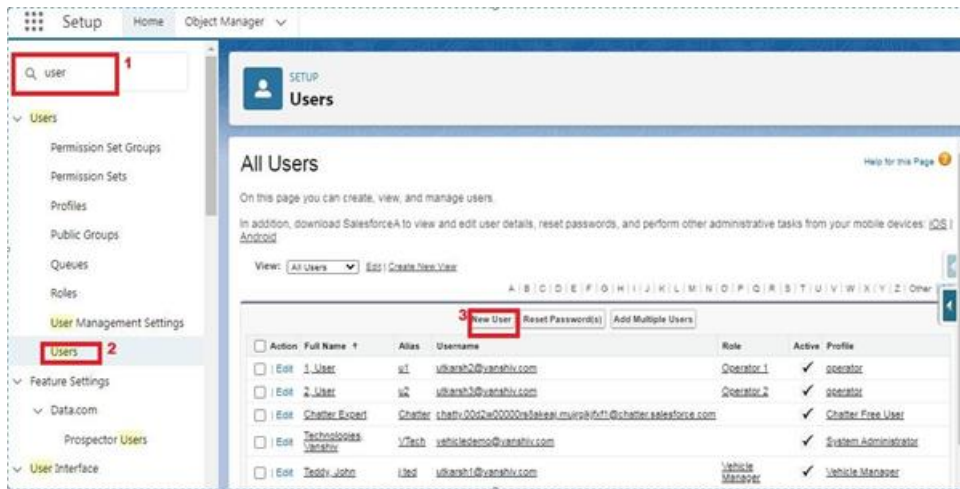 Setup Home Object Manager
user
1
Users
Permission Set Groups
Permission Sets
Profiles
Public Groups
Queues
Roles
User Management Settings
Users 2
Feature Settings
Data.com
Prospector Users
User Interface
SETUP
Users
All Users
Help for this Page
On this page you can create, view, and manage users.
In addition, download SalesforceA to view and edit user details, reset passwords, and perform other administrative tasks from your mobile devices: iOS |
Android
View: All Users Edit | Create New View
A | B | C | D | E | F | G | H | I | J | K | L | M | N | O | P | Q | R | S | T | U | V | W | X | Y | Z | Other
3 New User Reset Password(s) Add Multiple Users
Action Full Name ↑ Alias Username Role Active Profile
Edit 1, User u1 utkarsh2@vanshiv.com Operator 1 ✓ operator
Edit 2, User u2 utkarsh3@vanshiv.com Operator 2 ✓ operator
Edit Chatter Expert Chatter ✓ Chatter Free User
Edit Technologies, Vanshiv VTech vehicledemo@vanshiv.com ✓ System Administrator
Edit Teddy, John j.ted utkarsh1@vanshiv.com Vehicle Manager ✓ Vehicle Manager